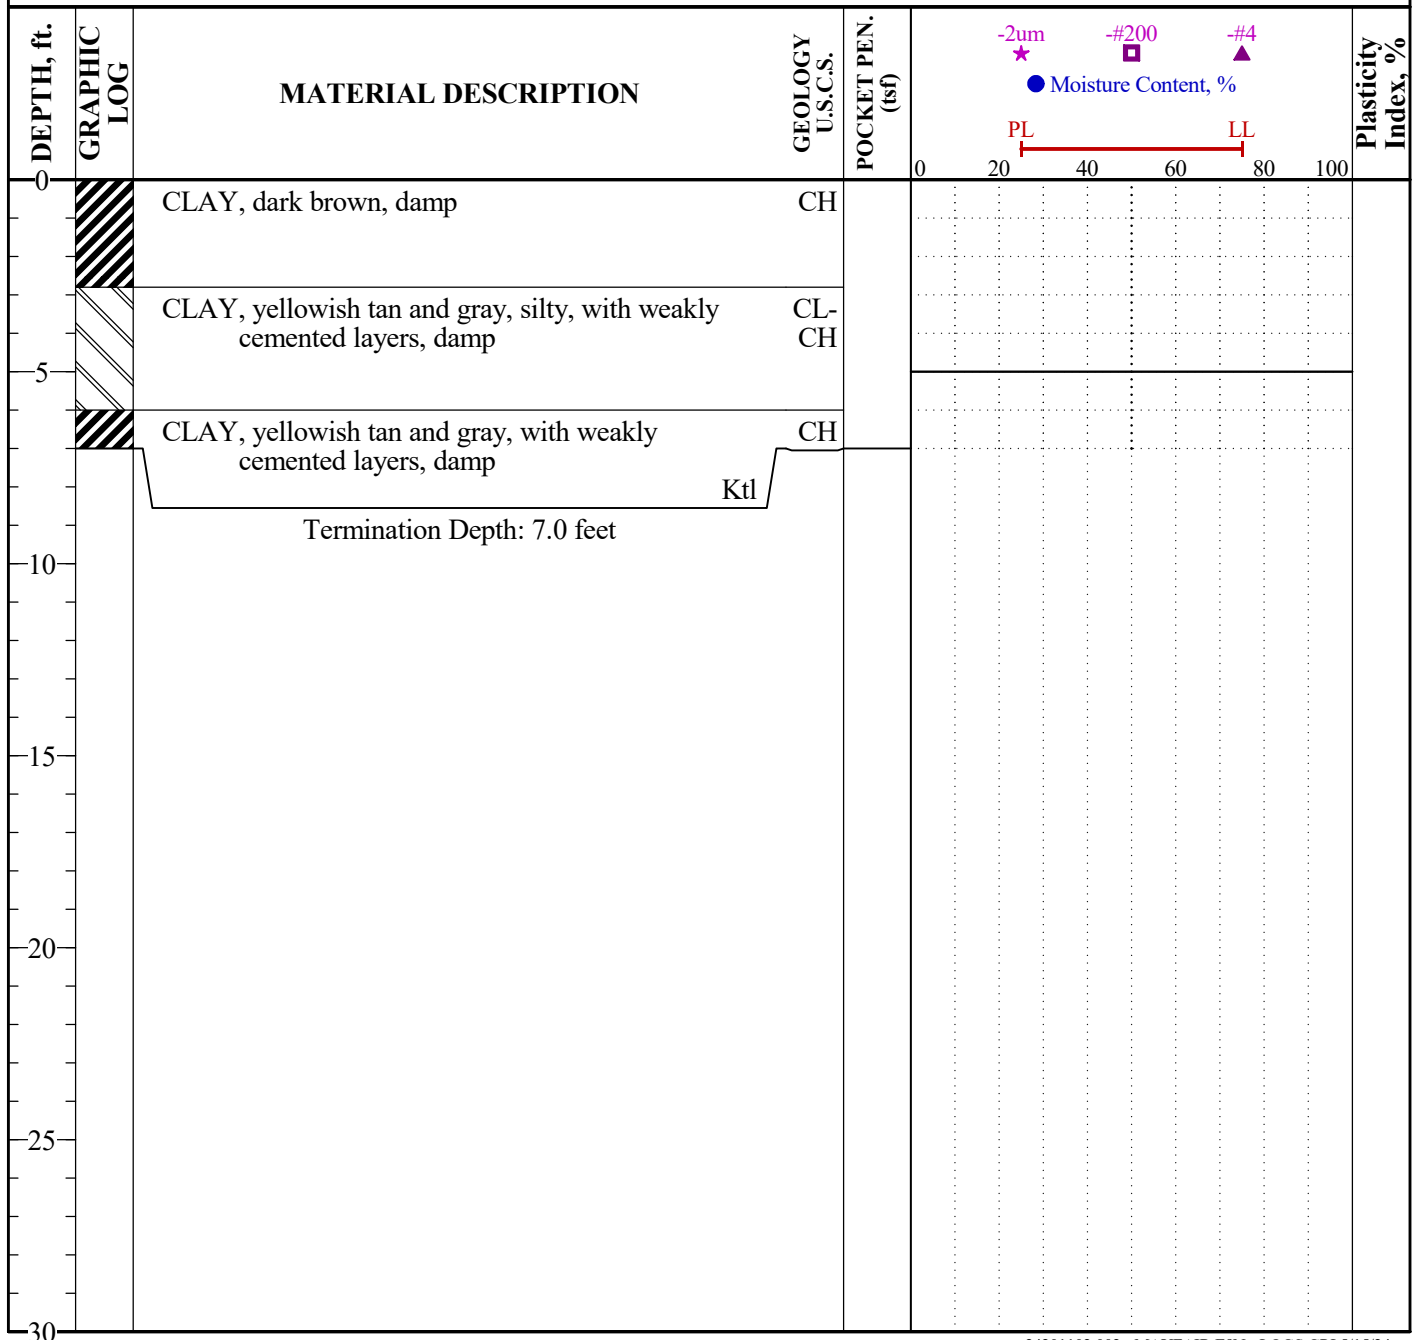 DEPTH, ft.
GRAPHIC
LOG
MATERIAL DESCRIPTION
GEOLOGY
U.S.C.S.
POCKET PEN.
(tsf)
-2um -#200 -#4
Moisture Content, %
PL LL
0 20 40 60 80 100
Plasticity
Index, %
0
CLAY, dark brown, damp CH
CLAY, yellowish tan and gray, silty, with weakly CL-
cemented layers, damp CH
5
CLAY, yellowish tan and gray, with weakly CH
cemented layers, damp
Ktl
Termination Depth: 7.0 feet
10
15
20
25
30